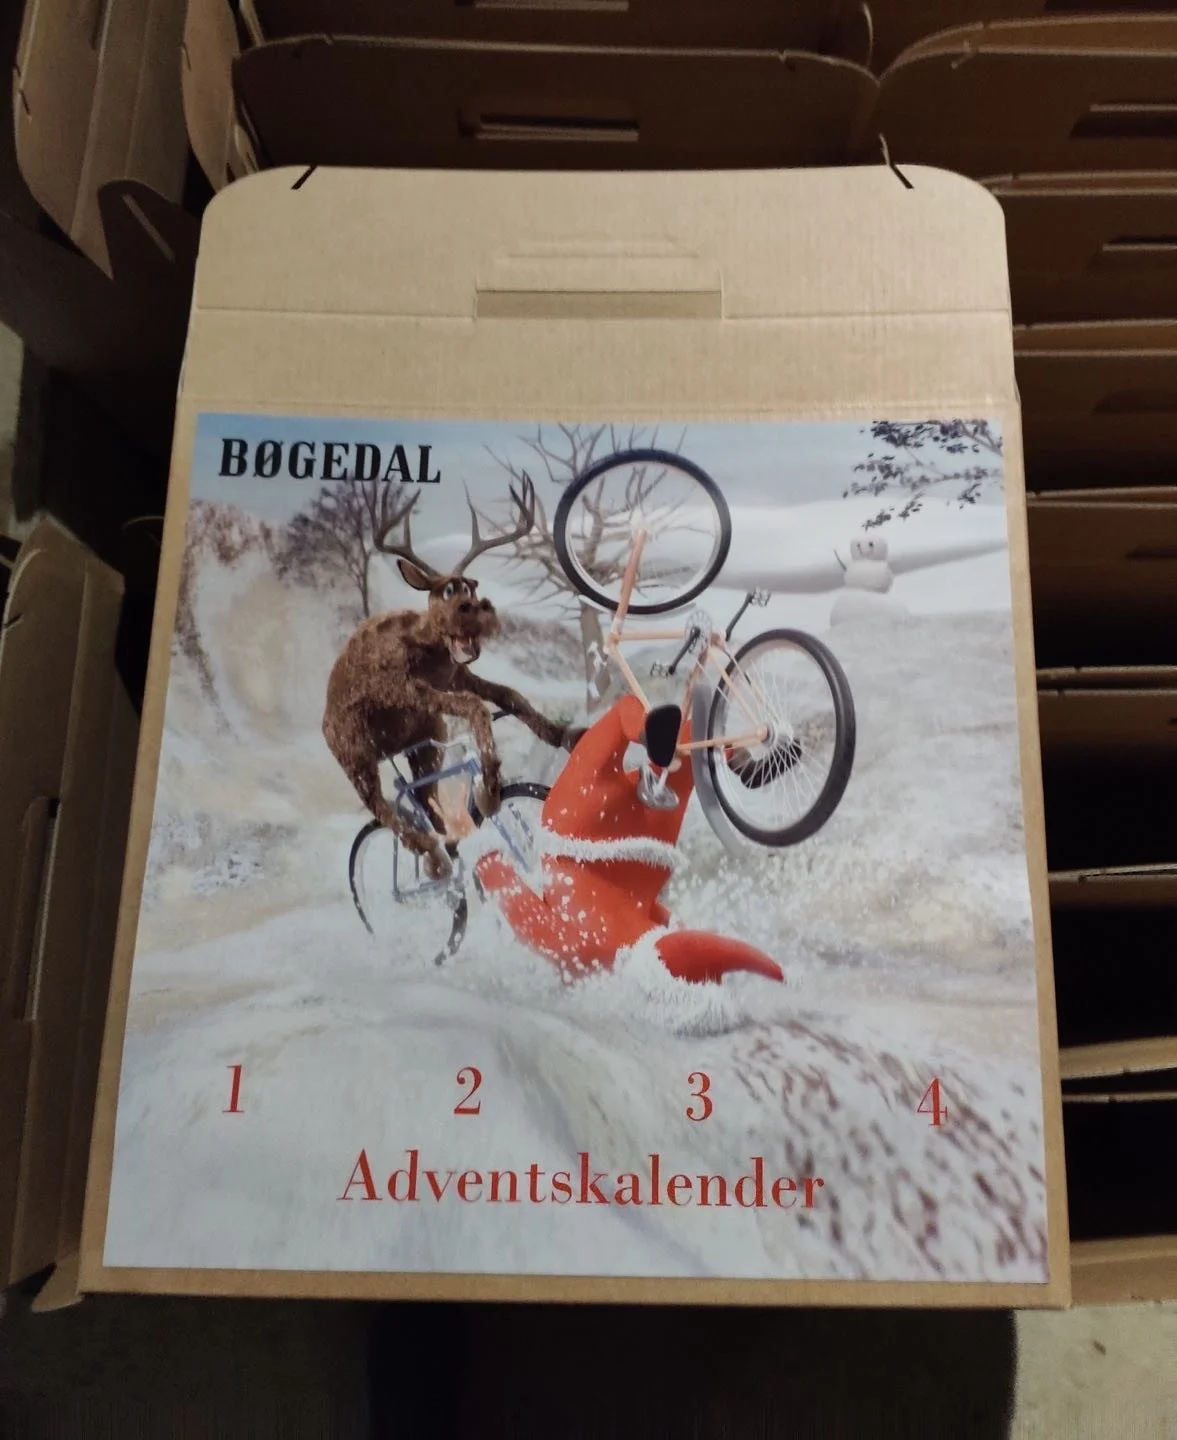 BØGEDAL
1 2 3 4
Adventskalender